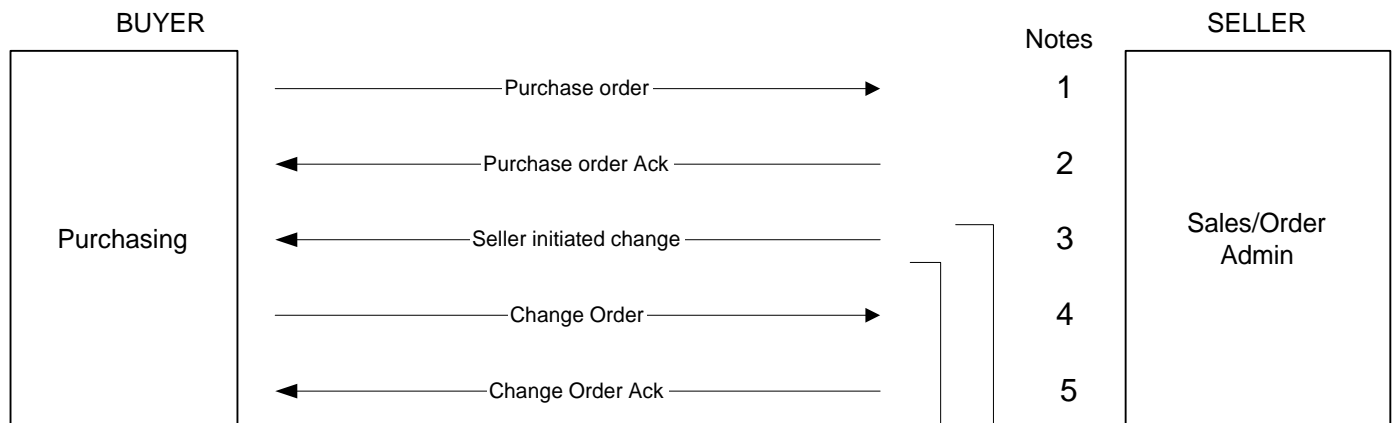 BUYER
SELLER
Notes
Purchase order
1
Purchase order Ack
2
Purchasing
Seller initiated change
3
Sales/Order
Admin
Change Order
4
Change Order Ack
5